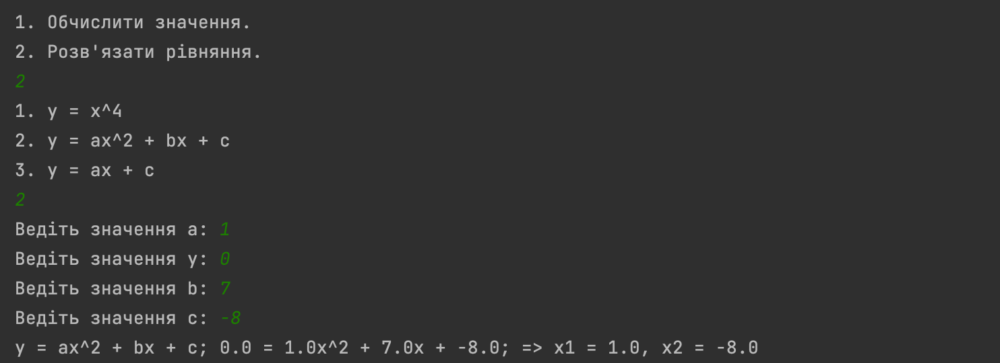 1. Обчислити значення.
2. Розв'язати рівняння.
2
1. y = x^4
2. y = ax^2 + bx + c
3. y = ax + c
2
Ведіть значення a: 1
Ведіть значення y: 0
Ведіть значення b: 7
Ведіть значення c: -8
y = ax^2 + bx + c; 0.0 = 1.0x^2 + 7.0x + -8.0; => x1 = 1.0, x2 = -8.0